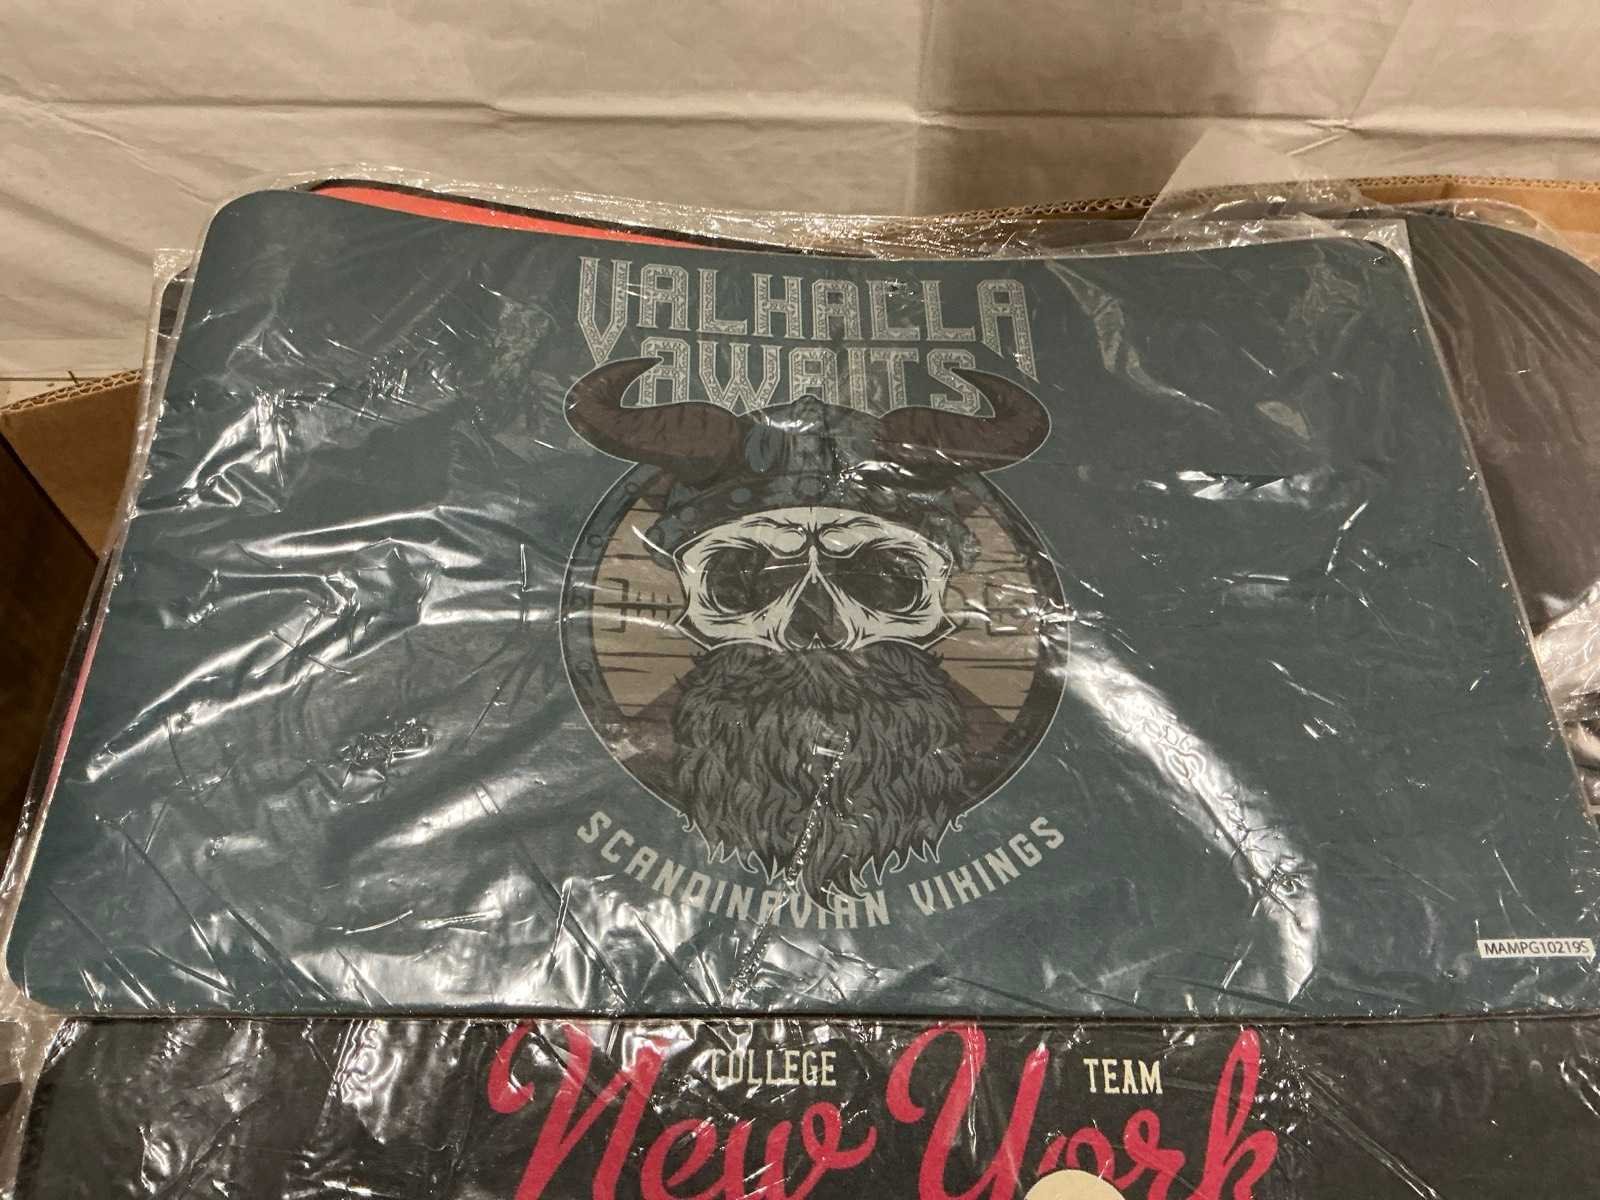 VALHALLA
AWAITS
SCANDINAVIAN VIKINGS
MAMPG10219S
COLLEGE TEAM
New York